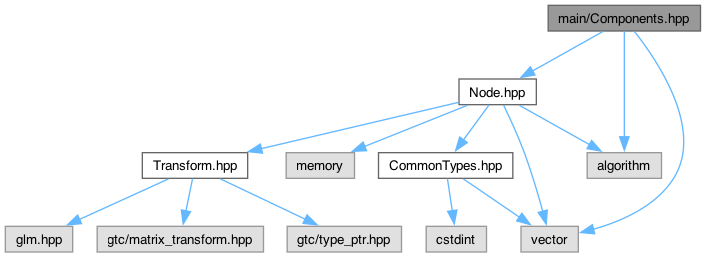 main/Components.hpp
Node.hpp
Transform.hpp
memory
CommonTypes.hpp
algorithm
glm.hpp
gtc/matrix_transform.hpp
gtc/type_ptr.hpp
cstdint
vector